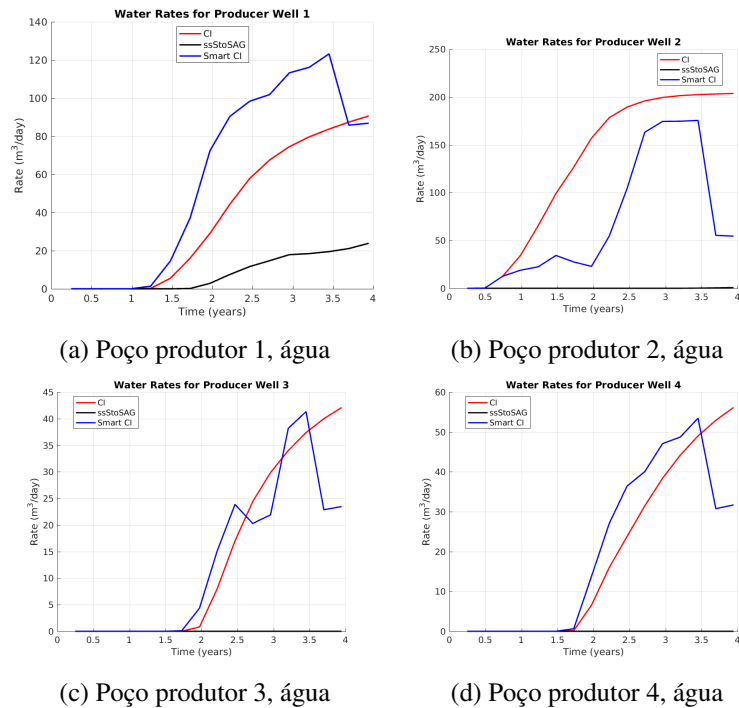 Water Rates for Producer Well 1
140
120
100
80
60
40
20
0
Rate (m³/day)
CI
ssStoSAG
Smart CI
0 0.5 1 1.5 2 2.5 3 3.5 4
Time (years)
(a) Poço produtor 1, água
Water Rates for Producer Well 2
250
200
150
100
50
0
Rate (m³/day)
CI
ssStoSAG
Smart CI
0 0.5 1 1.5 2 2.5 3 3.5 4
Time (years)
(b) Poço produtor 2, água
Water Rates for Producer Well 3
45
40
35
30
25
20
15
10
5
0
Rate (m³/day)
CI
ssStoSAG
Smart CI
0 0.5 1 1.5 2 2.5 3 3.5 4
Time (years)
(c) Poço produtor 3, água
Water Rates for Producer Well 4
60
50
40
30
20
10
0
Rate (m³/day)
CI
ssStoSAG
Smart CI
0 0.5 1 1.5 2 2.5 3 3.5 4
Time (years)
(d) Poço produtor 4, água